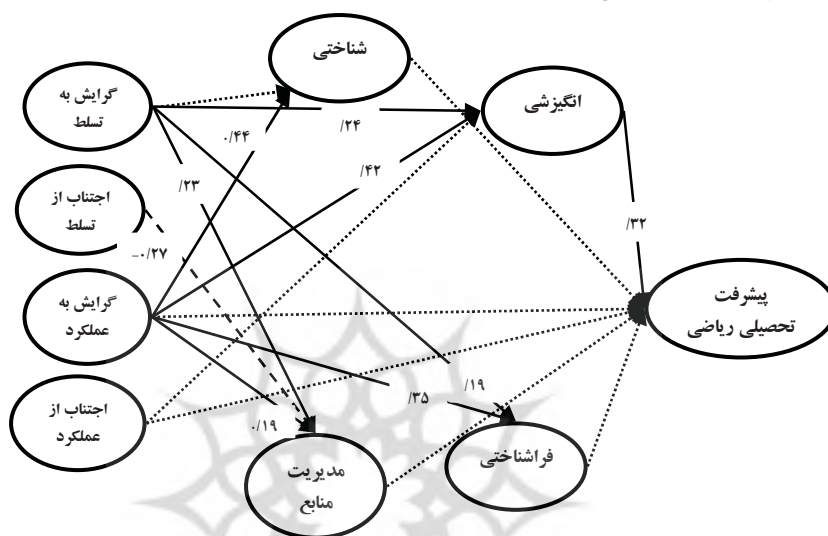 شناختی
گرایش به
تسلط
انگیزشی
۰/۴۴
/۲۴
/۲۳
/۴۲
اجتناب از
تسلط
/۳۲
-۰/۲۷
گرایش به
عملکرد
پیشرفت
تحصیلی ریاضی
اجتناب از
عملکرد
/۱۹
/۳۵
۰/۱۹
فراشناختی
مدیریت
منابع